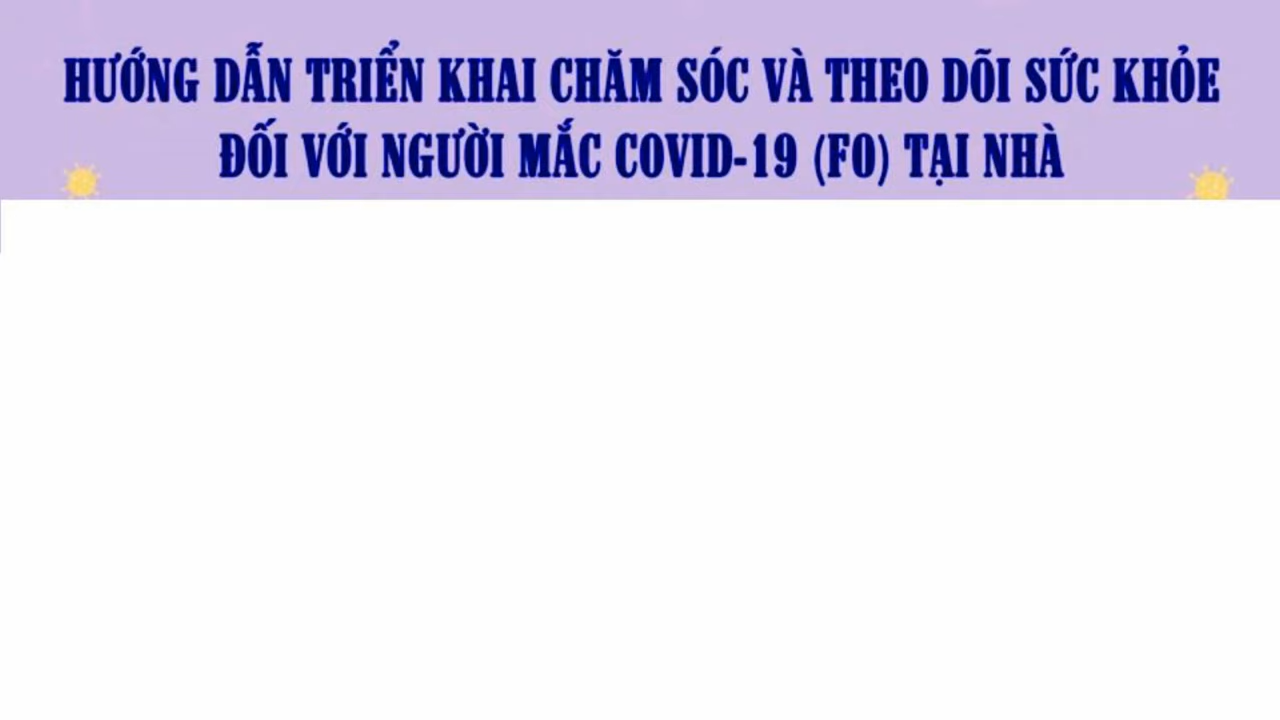 HƯỚNG DẪN TRIỂN KHAI CHĂM SÓC VÀ THEO DÕI SỨC KHỎE
ĐỐI VỚI NGƯỜI MẮC COVID-19 (F0) TẠI NHÀ